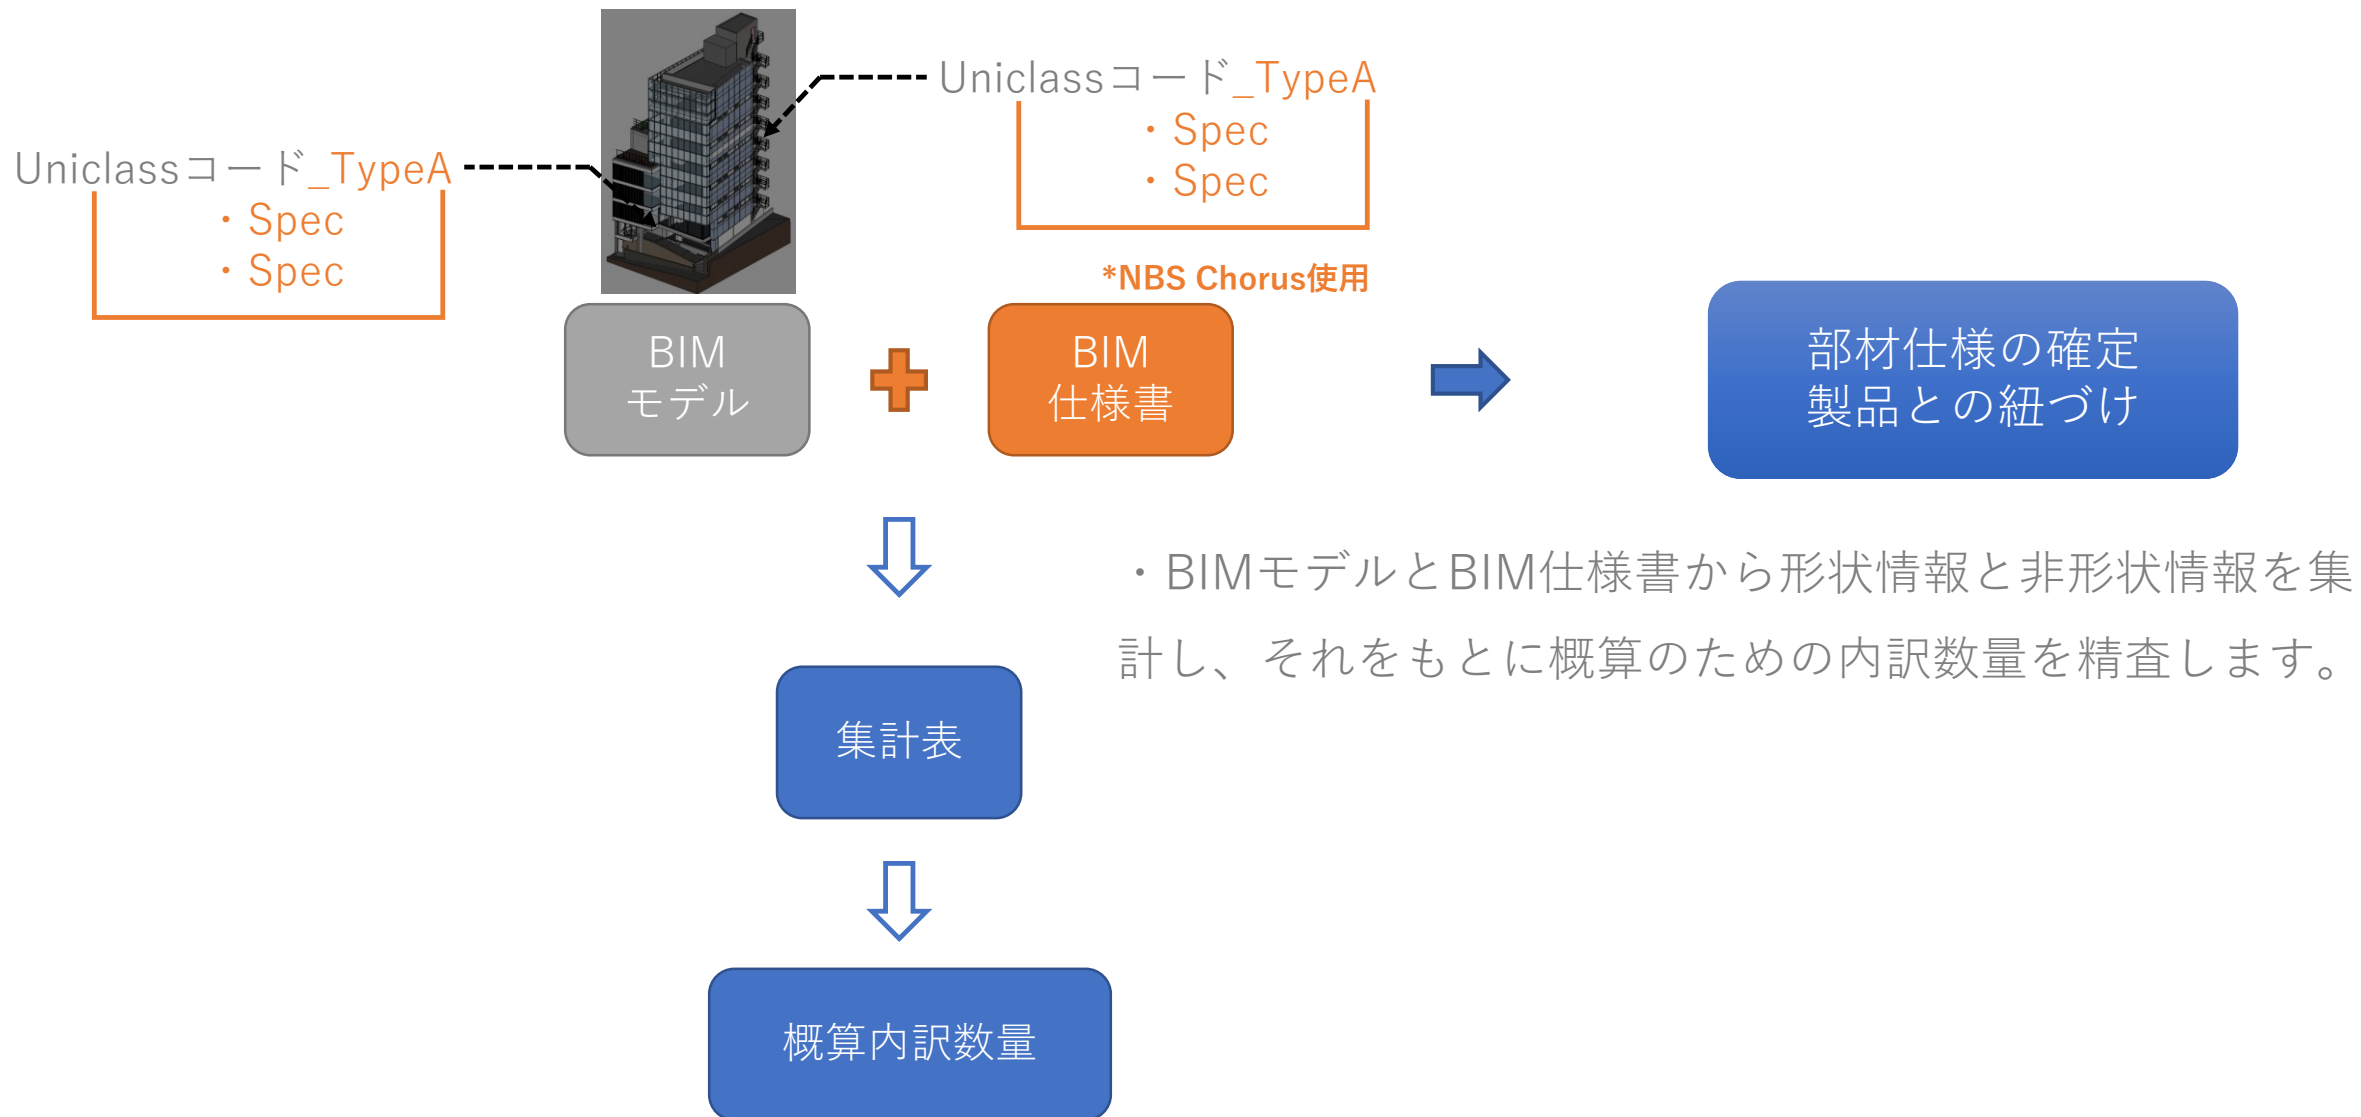 Uniclassコード_TypeA
・Spec
・Spec
Uniclassコード_TypeA
・Spec
・Spec
*NBS Chorus使用
BIM
モデル
BIM
仕様書
部材仕様の確定
製品との紐づけ
・BIMモデルとBIM仕様書から形状情報と非形状情報を集
計し、それをもとに概算のための内訳数量を精査します。
集計表
概算内訳数量